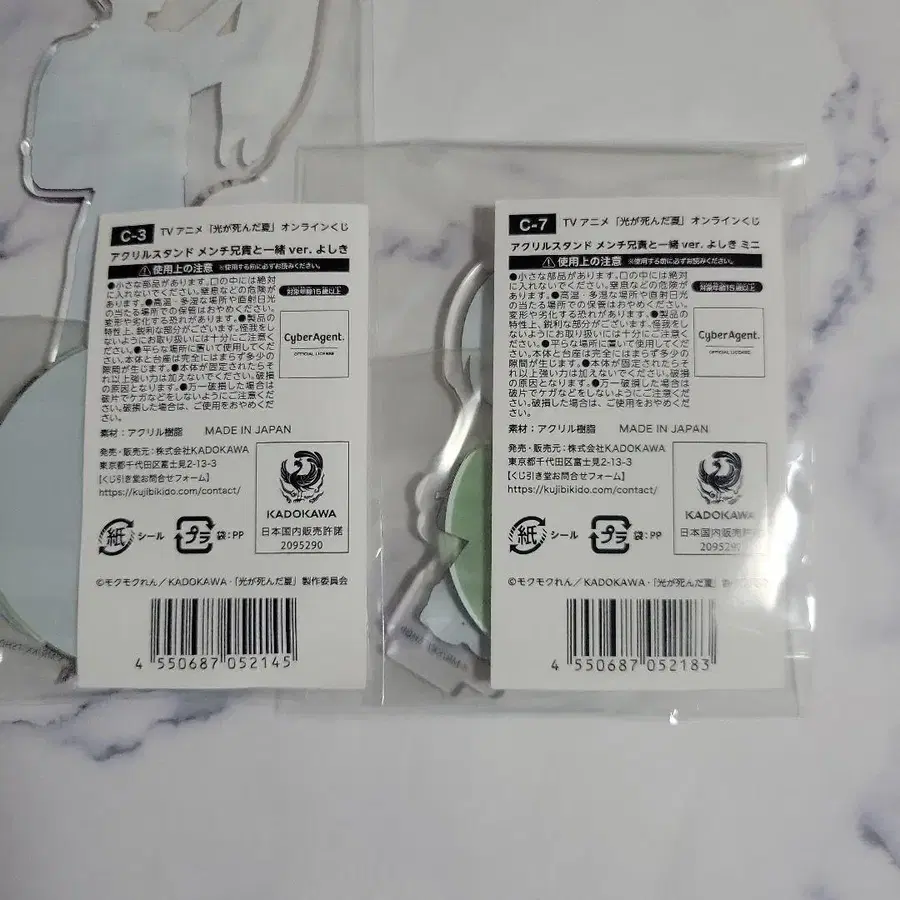 C-3 TVアニメ「光が死んだ夏」オンラインくじ
アクリルスタンド メンチ兄貴と一緒 ver. よしき
使用上の注意 ※使用する前に必ずお読みください。
●小さな部品があります。口の中には絶対
に入れないでください。窒息などの危険が
あります。●高温・多湿な場所や直射日光
の当たる場所での保管はおやめください。
変形や劣化する恐れがあります。●製品の
特性上、鋭利な部分がございます。怪我をし
ないようにお取り扱いには十分にご注意く
ださい。●平らな場所に置いて使用してく
ださい。本体と台座は完全にはまらず多少の
隙間が生じます。●本体が固定されたらそ
れ以上強い力は加えないでください。破損
の原因となります。●万一破損した場合は
破片でケガなどをしないようにご注意くだ
さい。破損した場合は、ご使用をおやめくだ
さい。
対象年齢15歳以上
CyberAgent.
OFFICIAL LICENSE
素材：アクリル樹脂 MADE IN JAPAN
発売・販売元：株式会社KADOKAWA
東京都千代田区富士見2-13-3
【くじ引き堂お問合せフォーム】
https://kujibikido.com/contact/
KADOKAWA
日本国内販売許諾
2095290
紙 シール プラ 袋：PP
©モクモクれん／KADOKAWA・「光が死んだ夏」製作委員会
4 550687 052145
C-7 TVアニメ「光が死んだ夏」オンラインくじ
アクリルスタンド メンチ兄貴と一緒 ver. よしき ミニ
使用上の注意 ※使用する前に必ずお読みください。
●小さな部品があります。口の中には絶対
に入れないでください。窒息などの危険が
あります。●高温・多湿な場所や直射日光
の当たる場所での保管はおやめください。
変形や劣化する恐れがあります。●製品の
特性上、鋭利な部分がございます。怪我をし
ないようにお取り扱いには十分にご注意く
ださい。●平らな場所に置いて使用してく
ださい。本体と台座は完全にはまらず多少の
隙間が生じます。●本体が固定されたらそ
れ以上強い力は加えないでください。破損
の原因となります。●万一破損した場合は
破片でケガなどをしないようにご注意くだ
さい。破損した場合は、ご使用をおやめくだ
さい。
対象年齢15歳以上
CyberAgent.
OFFICIAL LICENSE
素材：アクリル樹脂 MADE IN JAPAN
発売・販売元：株式会社KADOKAWA
東京都千代田区富士見2-13-3
【くじ引き堂お問合せフォーム】
https://kujibikido.com/contact/
KADOKAWA
日本国内販売許諾
紙 シール プラ 袋：PP
©モクモクれん／KADOKAWA・「光が死んだ夏」製作委員会
4 550687 052183